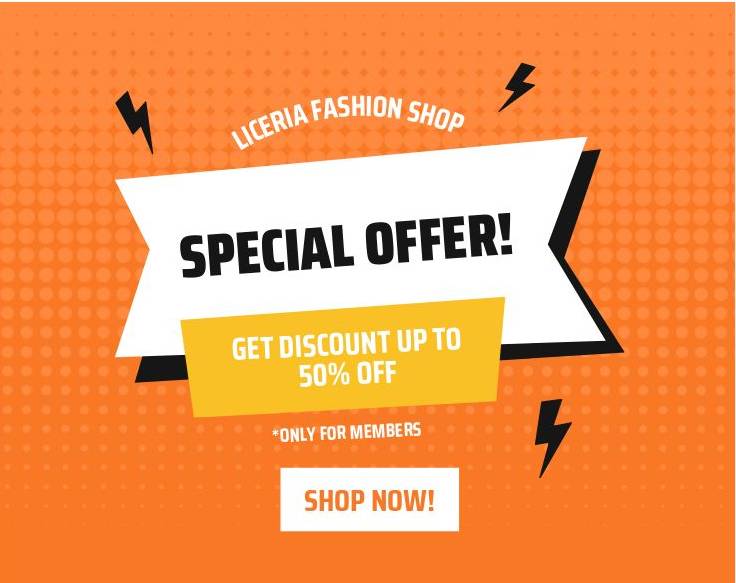 LICERIA FASHION SHOP
SPECIAL OFFER!
GET DISCOUNT UP TO
50% OFF
*ONLY FOR MEMBERS
SHOP NOW!